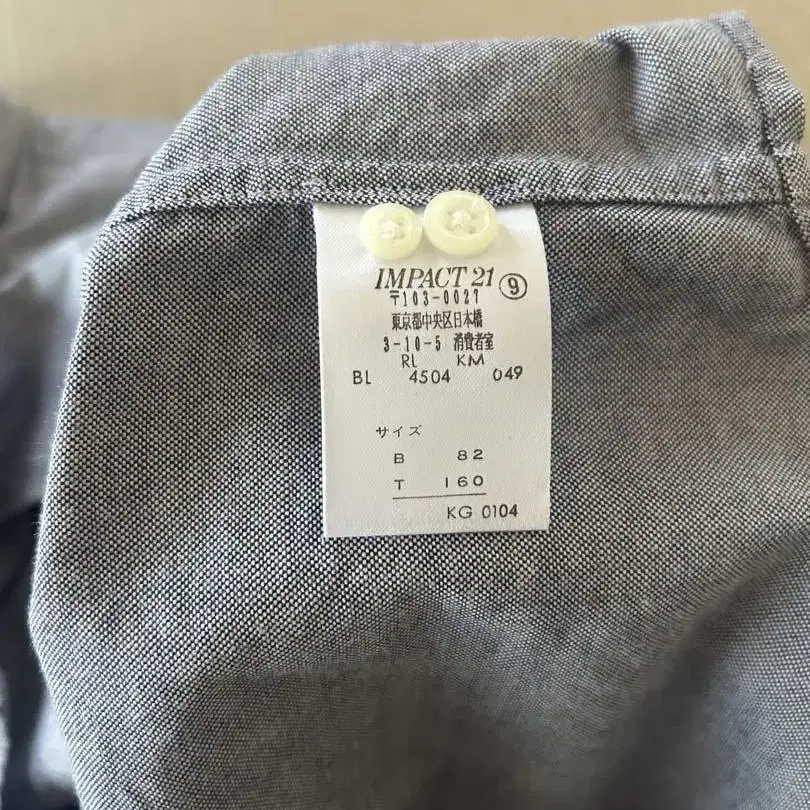 IMPACT 21 ⑨
〒103-0027
東京都中央区日本橋
3-10-5 消費者室
RL KM
BL 4504 049
サイズ
B 82
T 160
KG 0104